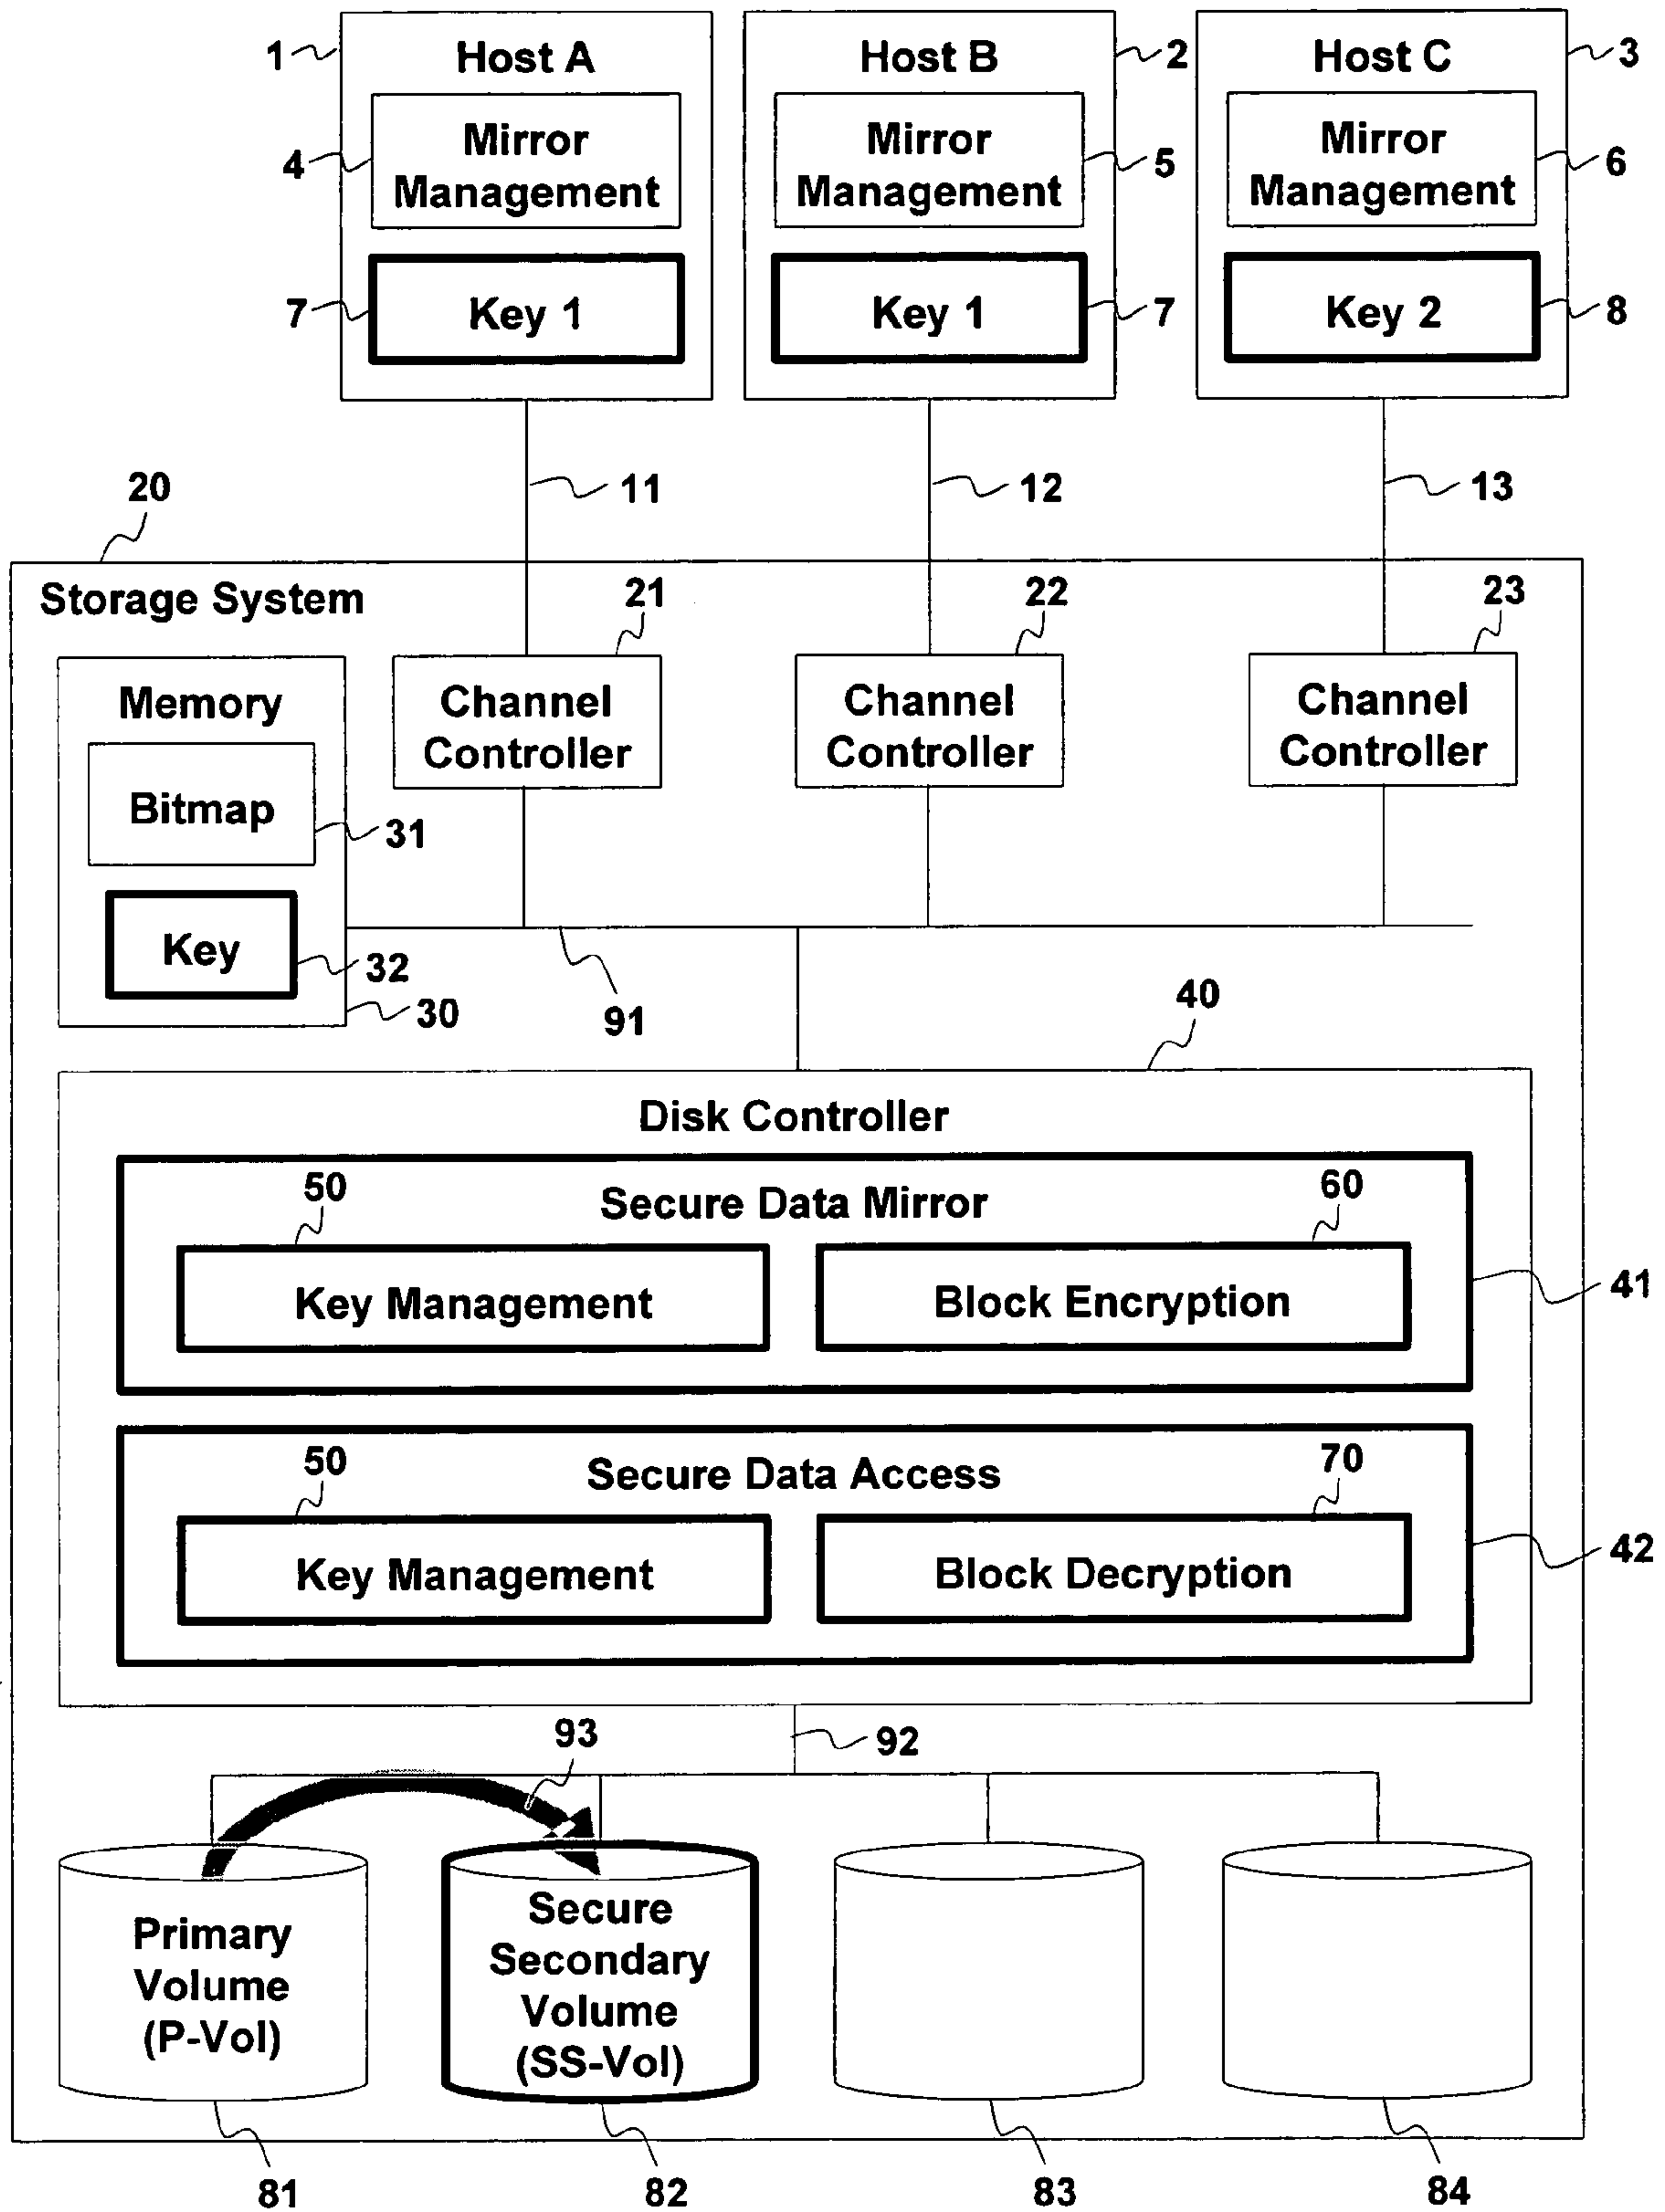 1
Host A
Host B
2
Host C
3
4
Mirror
Management
Mirror
Management
5
Mirror
Management
6
7
Key 1
Key 1
7
Key 2
8
11
12
13
20
Storage System
21
22
23
Memory
Channel
Controller
Channel
Controller
Channel
Controller
Bitmap
31
Key
32
30
91
40
Disk Controller
50
Secure Data Mirror
60
Key Management
Block Encryption
41
50
Secure Data Access
70
Key Management
Block Decryption
42
93
92
Primary
Volume
(P-Vol)
Secure
Secondary
Volume
(SS-Vol)
81
82
83
84